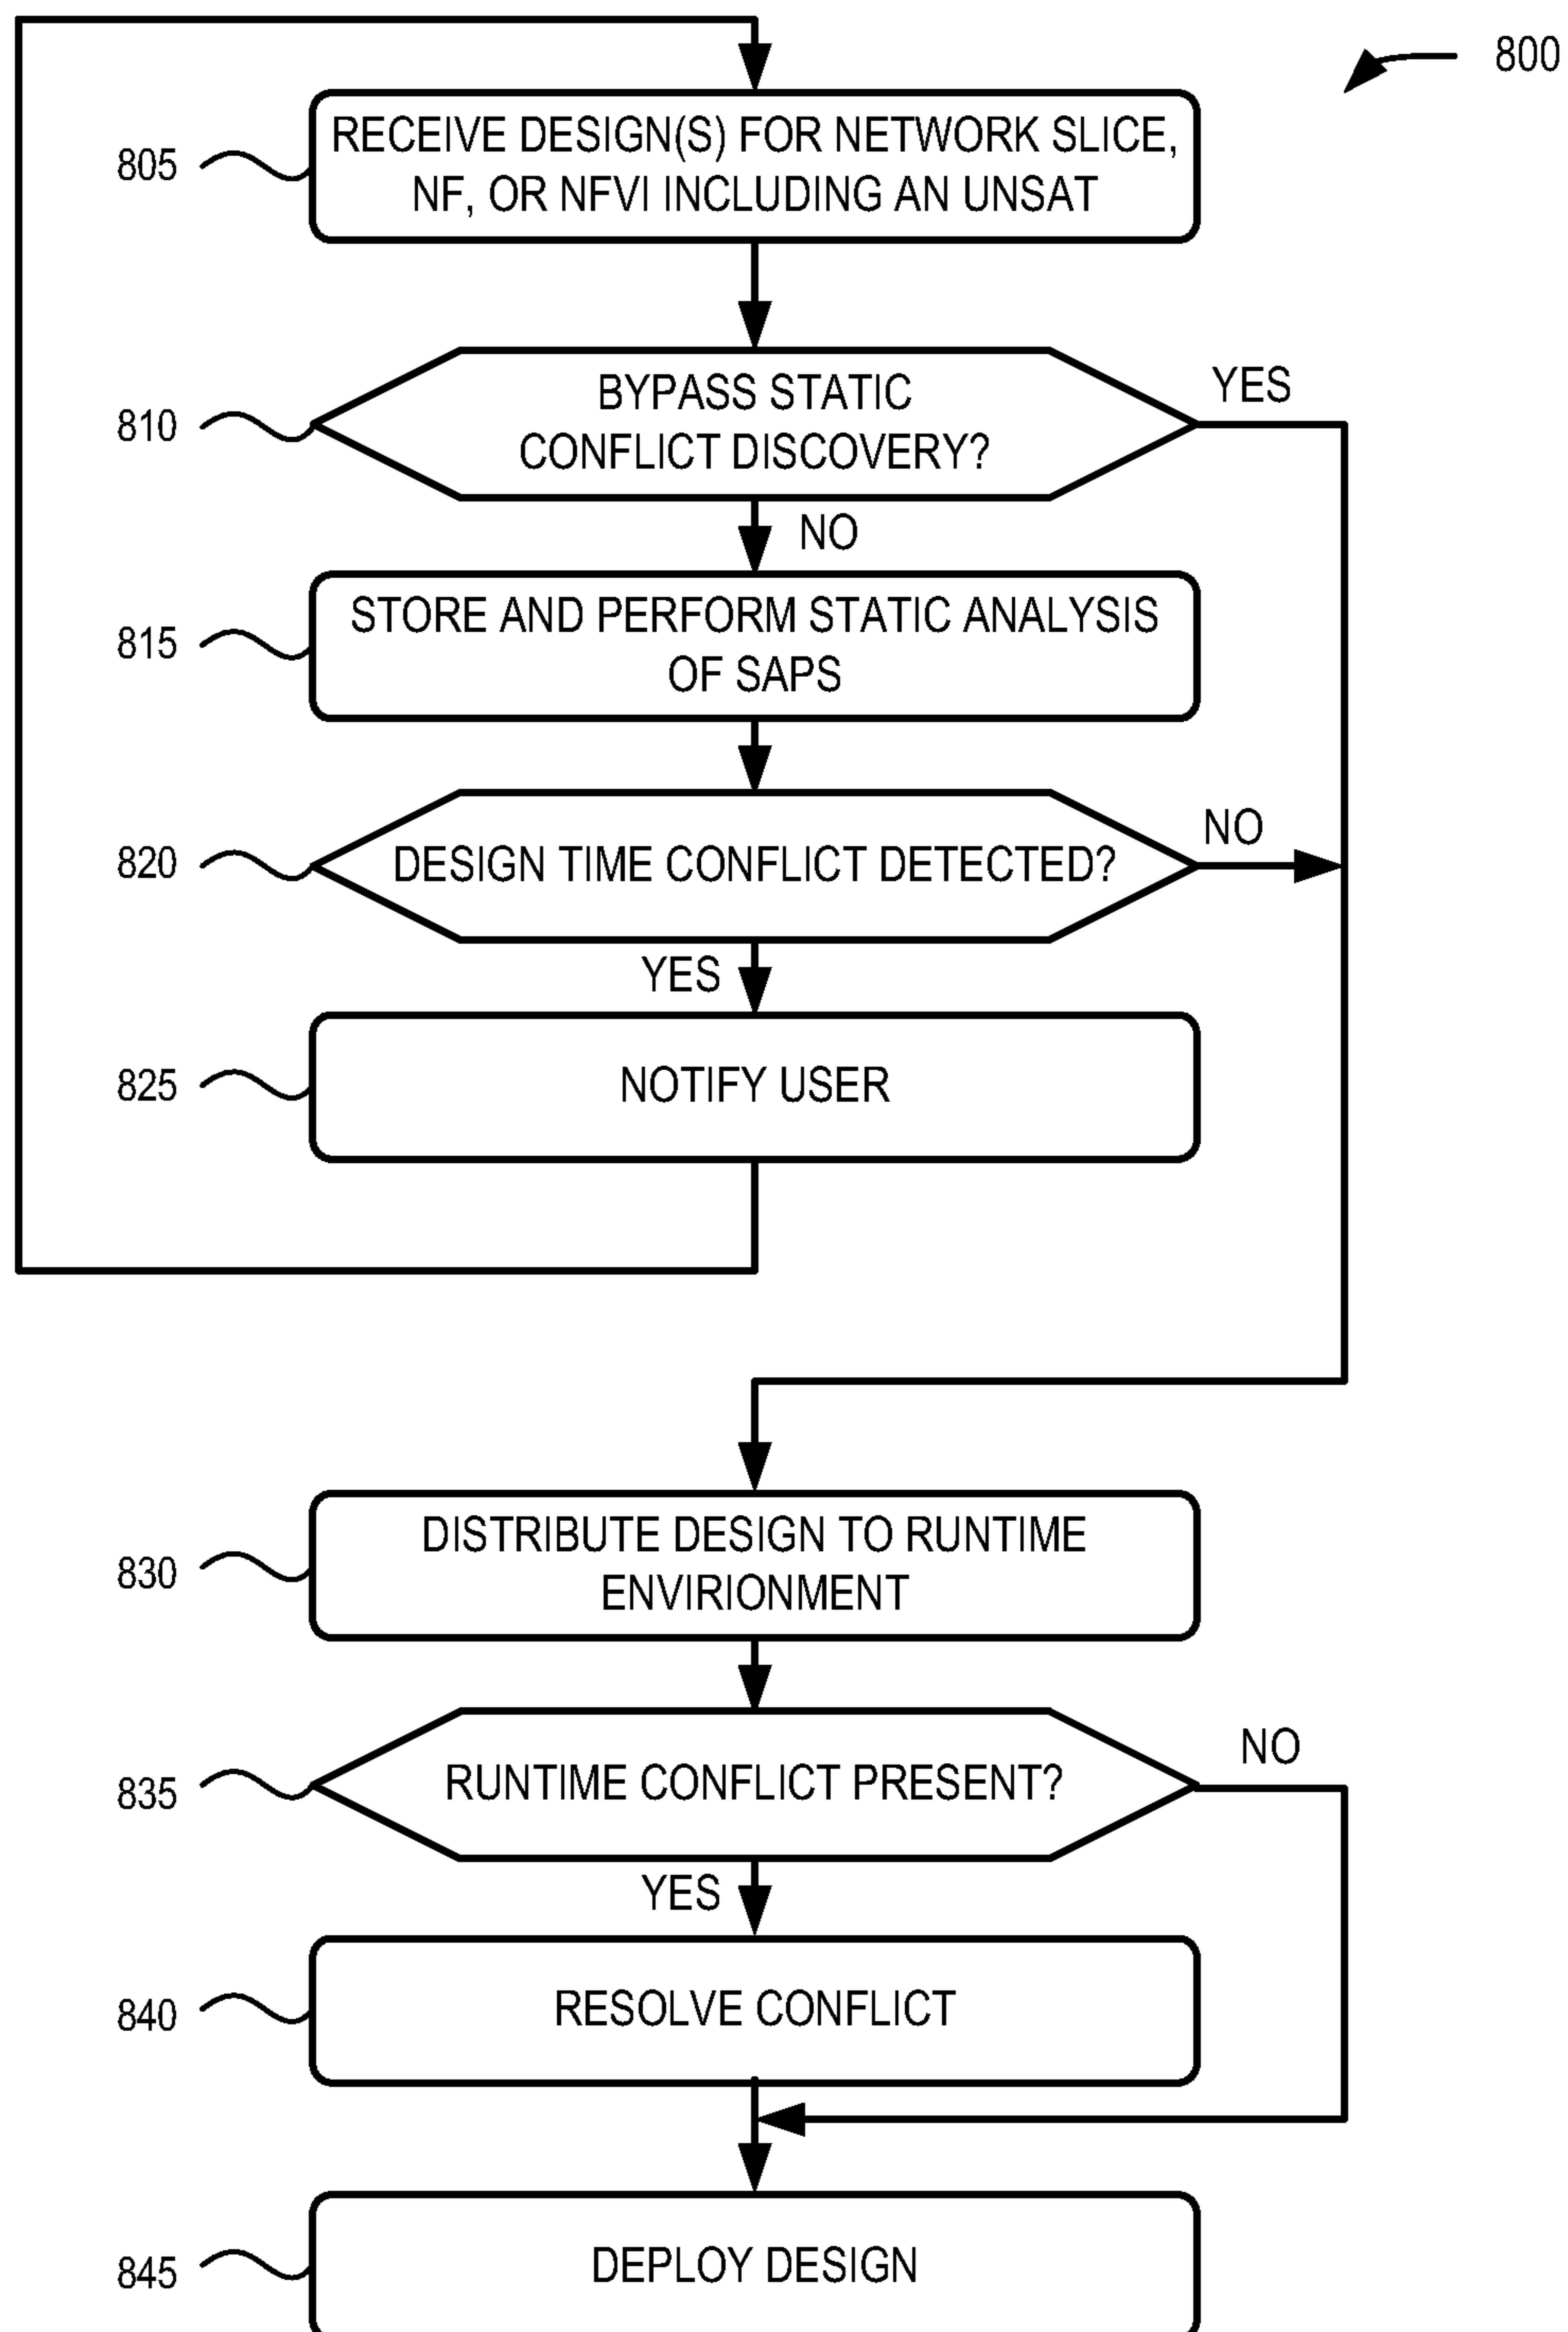 800
805
RECEIVE DESIGN(S) FOR NETWORK SLICE,
NF, OR NFVI INCLUDING AN UNSAT
810
BYPASS STATIC
CONFLICT DISCOVERY?
YES
NO
815
STORE AND PERFORM STATIC ANALYSIS
OF SAPS
820
DESIGN TIME CONFLICT DETECTED?
NO
YES
825
NOTIFY USER
830
DISTRIBUTE DESIGN TO RUNTIME
ENVIRIONMENT
835
RUNTIME CONFLICT PRESENT?
NO
YES
840
RESOLVE CONFLICT
845
DEPLOY DESIGN